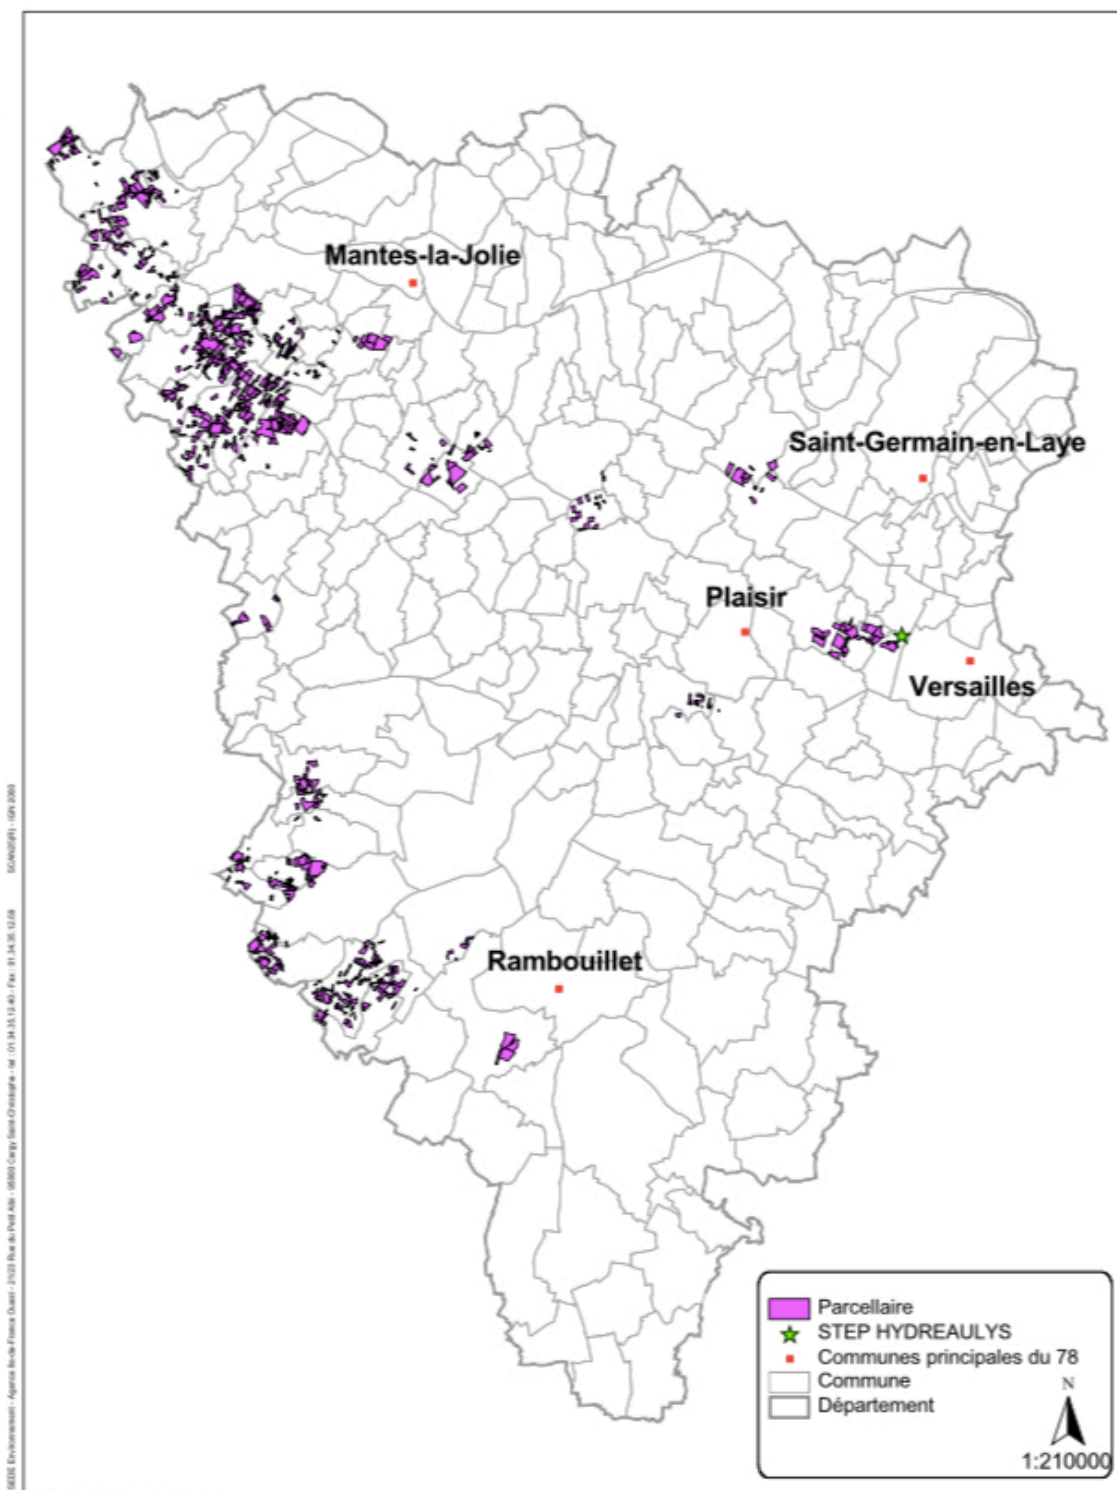 Mantes-la-Jolie
Saint-Germain-en-Laye
Plaisir
Versailles
Rambouillet
Parcellaire
STEP HYDREAULYS
Communes principales du 78
Commune
Département
N
1:210000